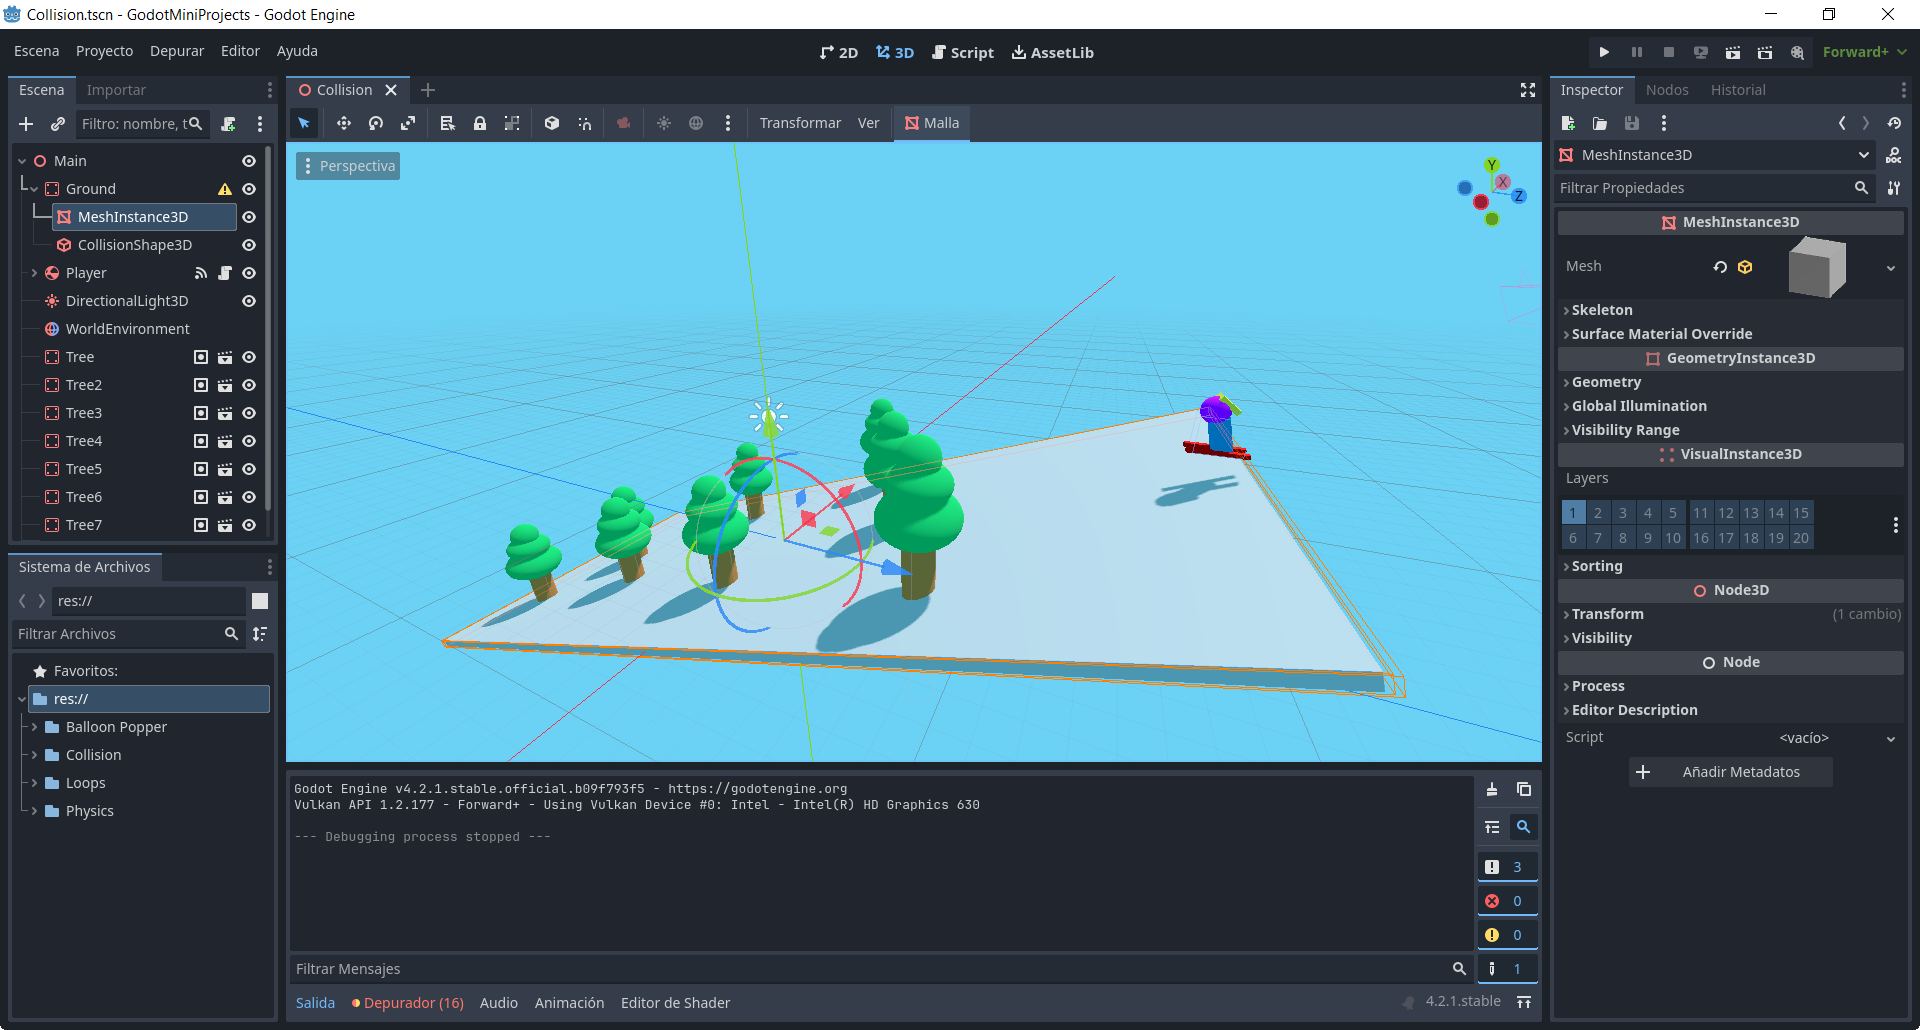 Collision.tscn - GodotMiniProjects - Godot Engine
Escena Proyecto Depurar Editor Ayuda
2D 3D Script AssetLib
Forward+
Escena Importar
Filtro: nombre, t
Main
Ground
MeshInstance3D
CollisionShape3D
Player
DirectionalLight3D
WorldEnvironment
Tree
Tree2
Tree3
Tree4
Tree5
Tree6
Tree7
Sistema de Archivos
res://
Filtrar Archivos
Favoritos:
res://
Balloon Popper
Collision
Loops
Physics
Collision
Transformar Ver Malla
Perspectiva
Y
X
Z
Godot Engine v4.2.1.stable.official.b09f793f5 - https://godotengine.org
Vulkan API 1.2.177 - Forward+ - Using Vulkan Device #0: Intel - Intel(R) HD Graphics 630
--- Debugging process stopped ---
3
0
0
1
Filtrar Mensajes
Salida Depurador (16) Audio Animación Editor de Shader
4.2.1.stable
Inspector Nodos Historial
MeshInstance3D
DOC
Filtrar Propiedades
MeshInstance3D
Mesh
Skeleton
Surface Material Override
GeometryInstance3D
Geometry
Global Illumination
Visibility Range
VisualInstance3D
Layers
1 2 3 4 5 11 12 13 14 15
6 7 8 9 10 16 17 18 19 20
Sorting
Node3D
Transform (1 cambio)
Visibility
Node
Process
Editor Description
Script <vacío>
Añadir Metadatos